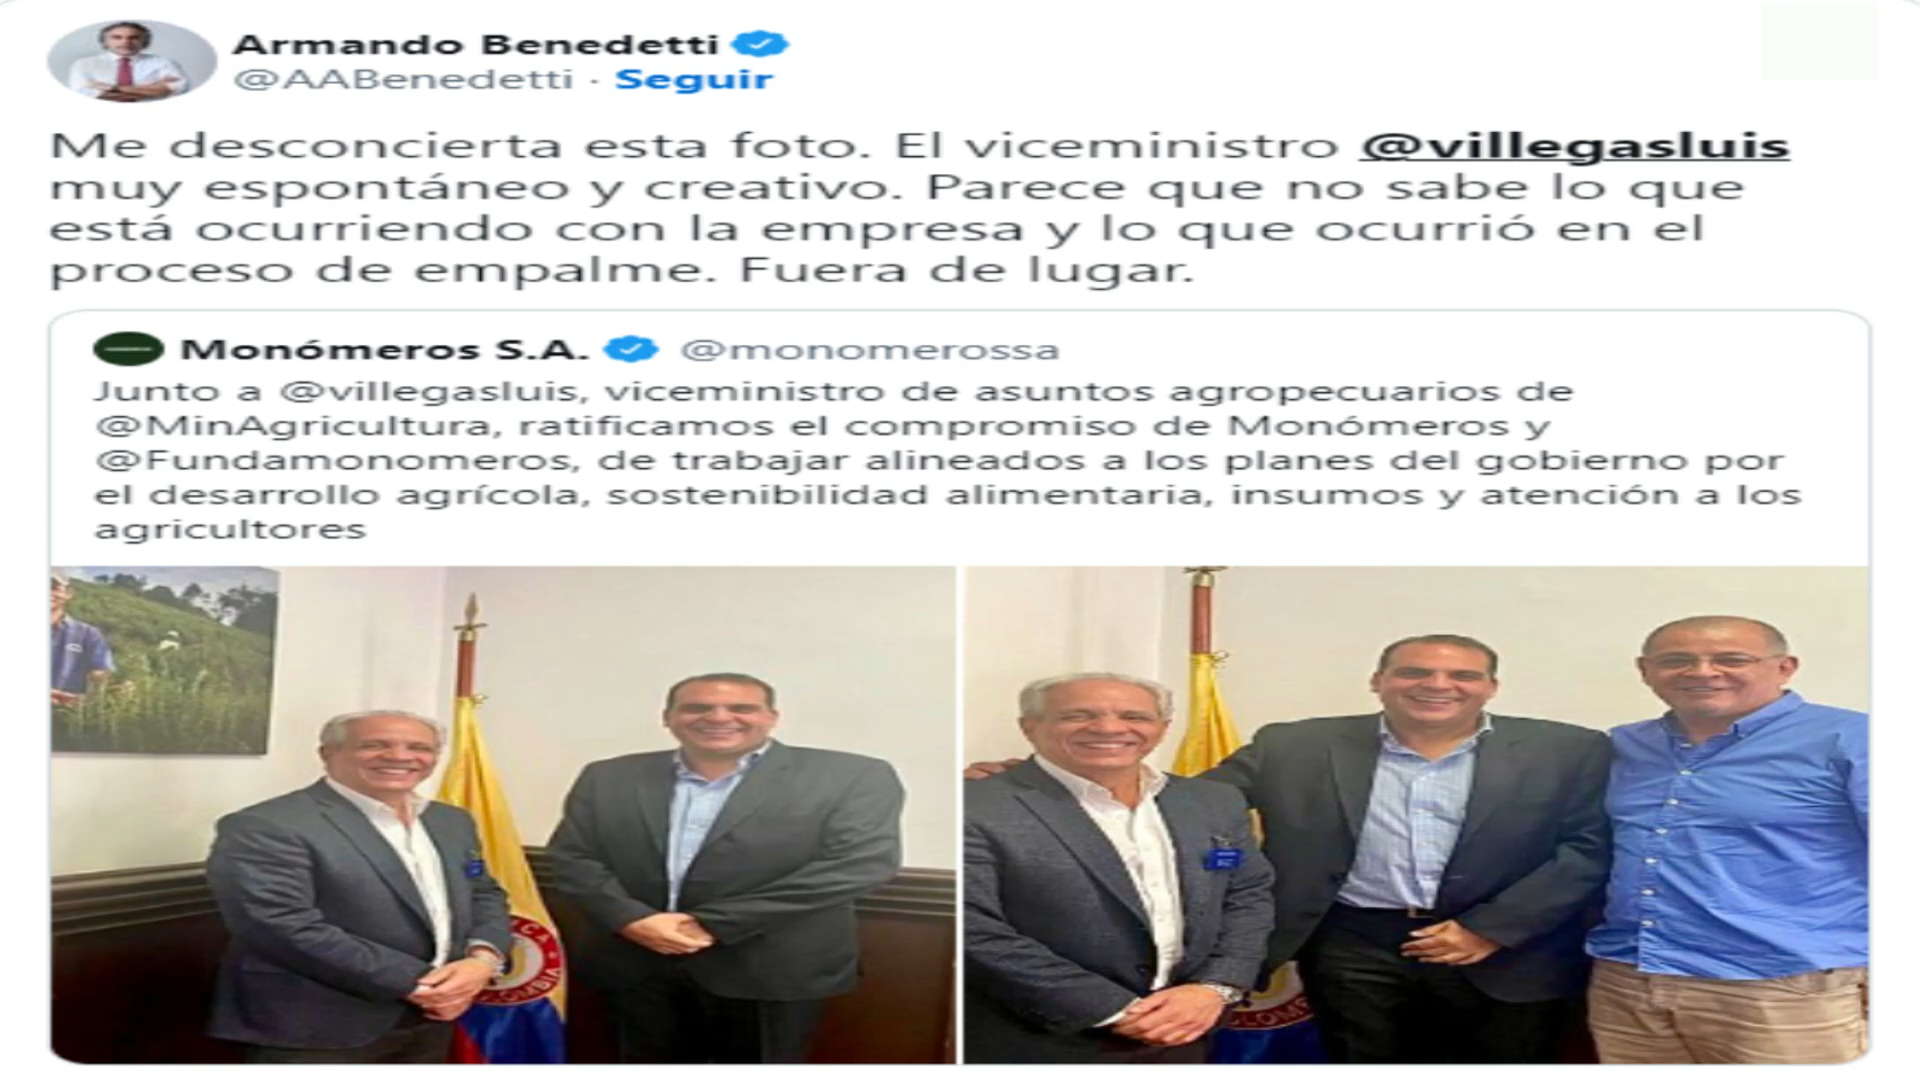 Armando Benedetti
@AABenedetti · Seguir
Me desconcierta esta foto. El viceministro @villegasluis
muy espontáneo y creativo. Parece que no sabe lo que
está ocurriendo con la empresa y lo que ocurrió en el
proceso de empalme. Fuera de lugar.
Monómeros S.A. @monomerossa
Junto a @villegasluis, viceministro de asuntos agropecuarios de
@MinAgricultura, ratificamos el compromiso de Monómeros y
@Fundamonomeros, de trabajar alineados a los planes del gobierno por
el desarrollo agrícola, sostenibilidad alimentaria, insumos y atención a los
agricultores